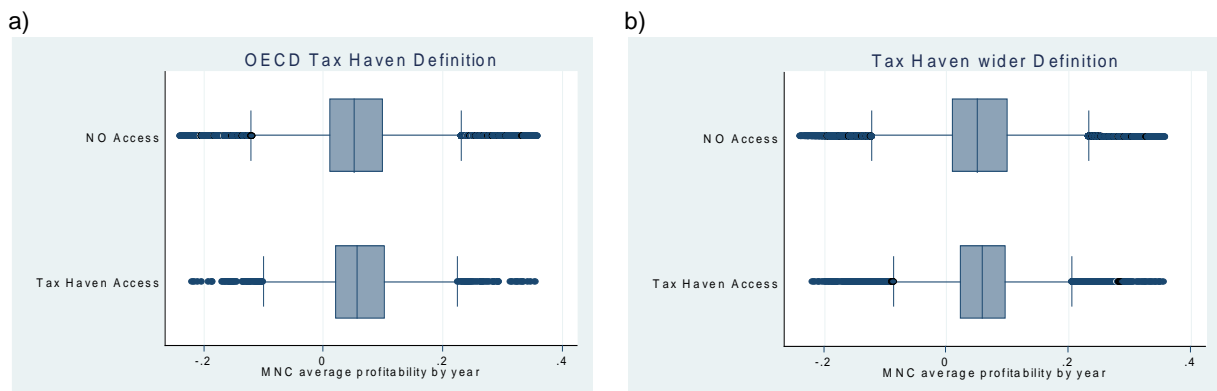 a)
OECD Tax Haven Definition
NO Access
Tax Haven Access
-.2 0 .2 .4
MNC average profitability by year
b)
Tax Haven wider Definition
NO Access
Tax Haven Access
-.2 0 .2 .4
MNC average profitability by year